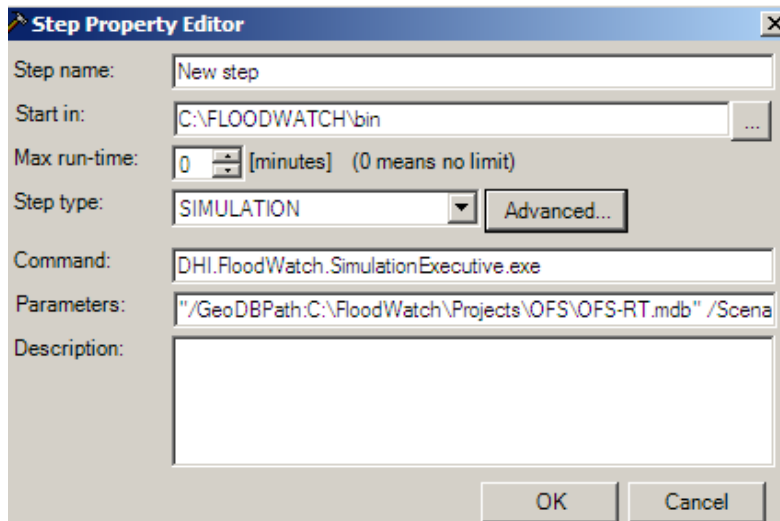 Step Property Editor
Step name: New step
Start in: C:\FLOODWATCH\bin ...
Max run-time: 0 [minutes] (0 means no limit)
Step type: SIMULATION Advanced...
Command: DHI.FloodWatch.SimulationExecutive.exe
Parameters: "/GeoDBPath:C:\FloodWatch\Projects\OFS\OFS-RT.mdb" /Scena
Description:
OK Cancel